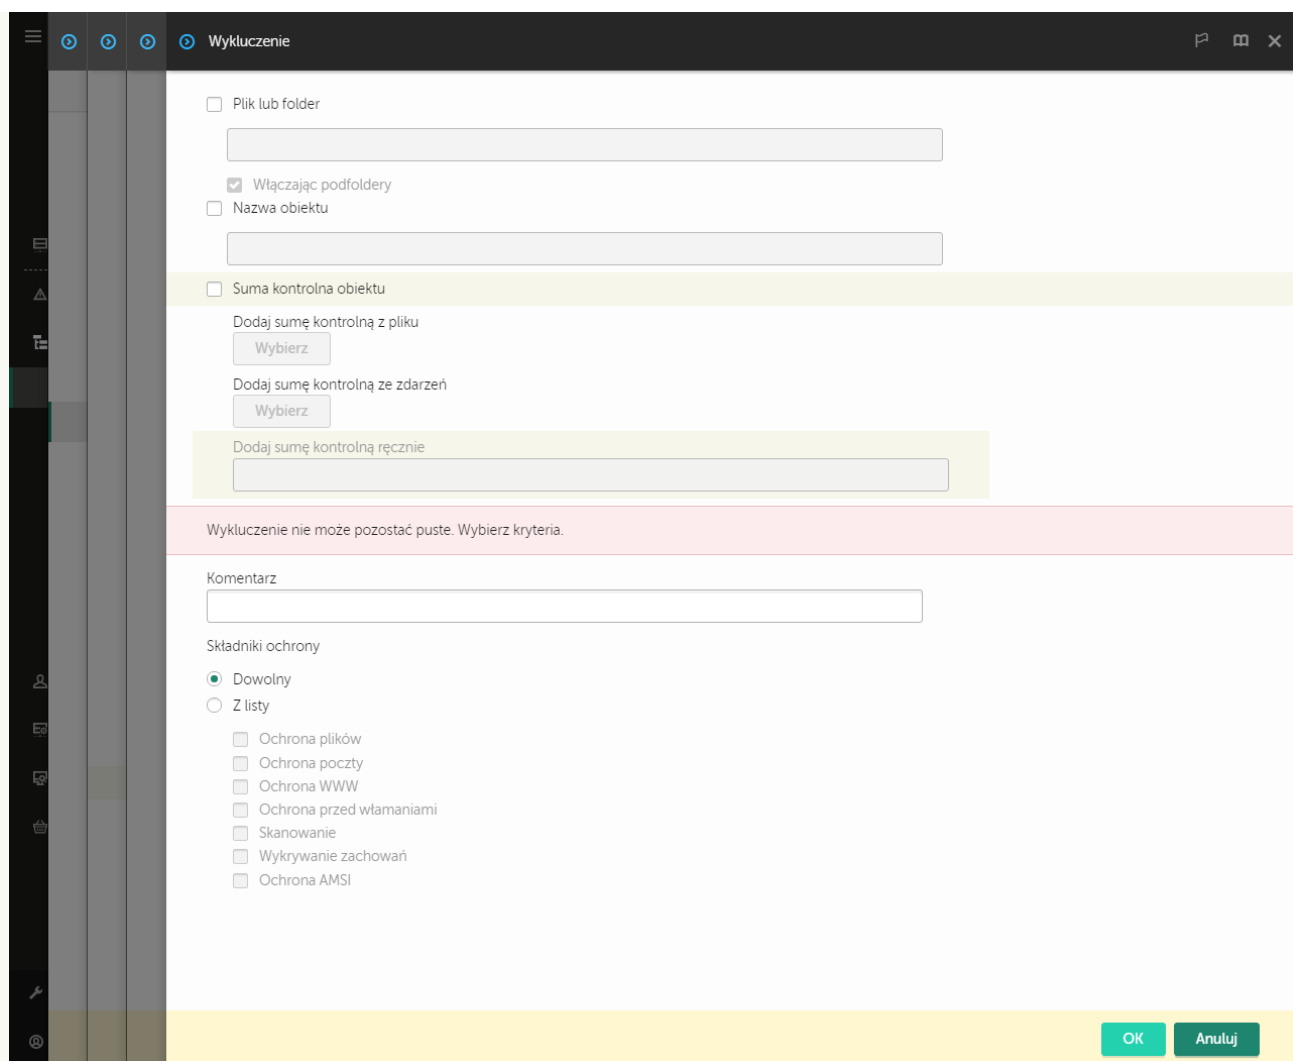 Wykluczenie
Plik lub folder
Włączając podfoldery
Nazwa obiektu
Suma kontrolna obiektu
Dodaj sumę kontrolną z pliku
Wybierz
Dodaj sumę kontrolną ze zdarzeń
Wybierz
Dodaj sumę kontrolną ręcznie
Wykluczenie nie może pozostać puste. Wybierz kryteria.
Komentarz
Składniki ochrony
Dowolny
Z listy
Ochrona plików
Ochrona poczty
Ochrona WWW
Ochrona przed włamaniami
Skanowanie
Wykrywanie zachowań
Ochrona AMSI
OK Anuluj